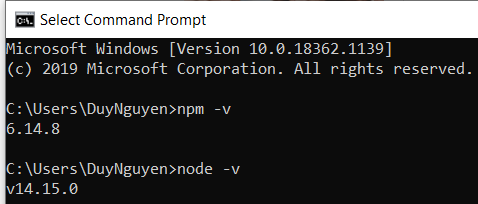 Select Command Prompt
Microsoft Windows [Version 10.0.18362.1139]
(c) 2019 Microsoft Corporation. All rights reserved.
C:\Users\DuyNguyen>npm -v
6.14.8
C:\Users\DuyNguyen>node -v
v14.15.0